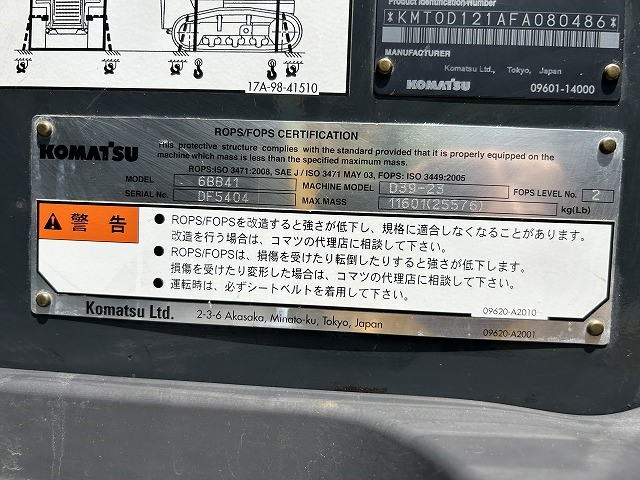 17A-98-41510
Product Identification Number
*KMT0D121AFA080486*
MANUFACTURER
Komatsu Ltd., Tokyo, Japan
KOMATSU 09601-14000
ROPS/FOPS CERTIFICATION
KOMATSU
This protective structure complies with the standard provided that it is properly equipped on the
machine which mass is less than the specified maximum mass.
ROPS:ISO 3471:2008, SAE J / ISO 3471 MAY 03, FOPS: ISO 3449:2005
MODEL 6BB41 MACHINE MODEL D39-23 FOPS LEVEL No. 2
SERIAL No. DF5404 MAX.MASS 11601(25576) kg(Lb)
警告
● ROPS/FOPSを改造すると強さが低下し、規格に適合しなくなることがあります。
改造を行う場合は、コマツの代理店に相談して下さい。
● ROPS/FOPSは、損傷を受けたり転倒したりすると強さが低下します。
損傷を受けたり変形した場合は、コマツの代理店に相談して下さい。
● 運転時は、必ずシートベルトを着用して下さい。
09620-A2010
Komatsu Ltd. 2-3-6 Akasaka, Minato-ku, Tokyo, Japan
09620-A2001